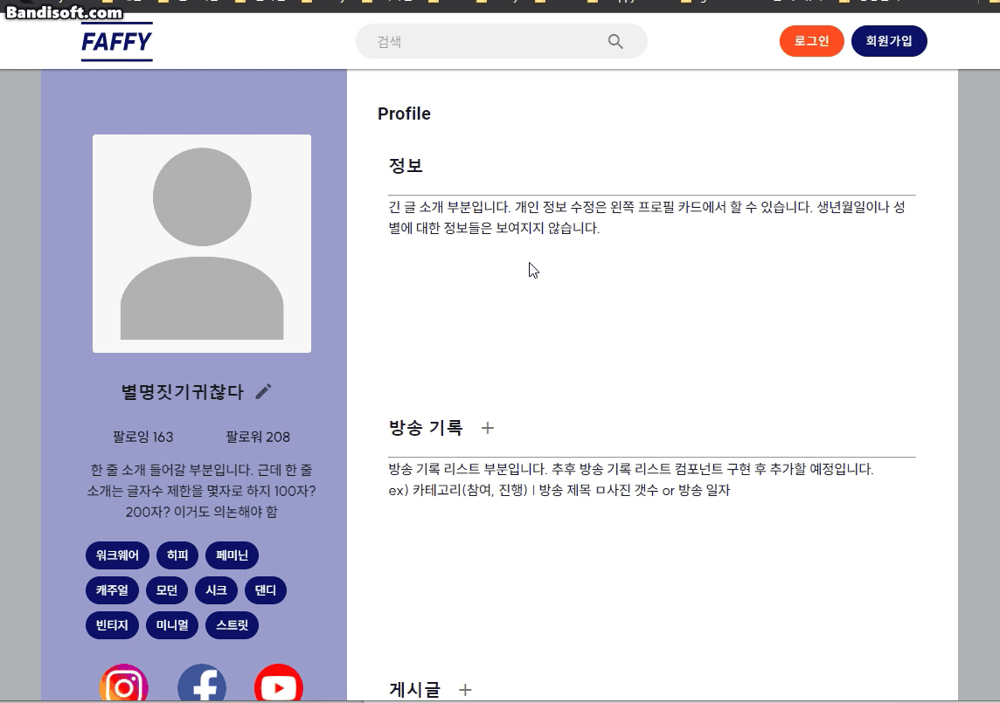 Bandisoft.com
FAFFY
검색
로그인
회원가입
별명짓기귀찮다
팔로잉 163
팔로워 208
한 줄 소개 들어갈 부분입니다. 근데 한 줄
소개는 글자수 제한을 몇자로 하지 100자?
200자? 이거도 의논해야 함
워크웨어
히피
페미닌
캐주얼
모던
시크
댄디
빈티지
미니멀
스트릿
Profile
정보
긴 글 소개 부분입니다. 개인 정보 수정은 왼쪽 프로필 카드에서 할 수 있습니다. 생년월일이나 성
별에 대한 정보들은 보여지지 않습니다.
방송 기록 +
방송 기록 리스트 부분입니다. 추후 방송 기록 리스트 컴포넌트 구현 후 추가할 예정입니다.
ex) 카테고리(참여, 진행) | 방송 제목 ㅁ사진 갯수 or 방송 일자
게시글 +